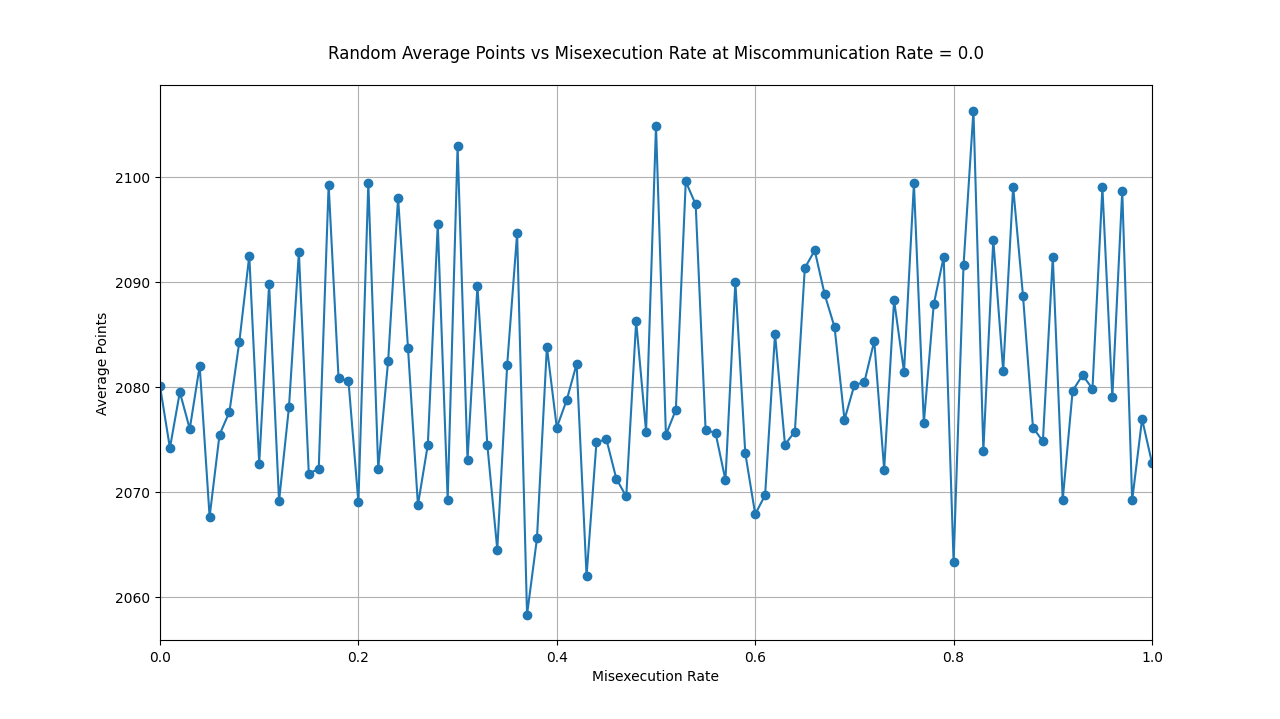 Random Average Points vs Misexecution Rate at Miscommunication Rate = 0.0
Average Points
2100
2090
2080
2070
2060
0.0 0.2 0.4 0.6 0.8 1.0
Misexecution Rate